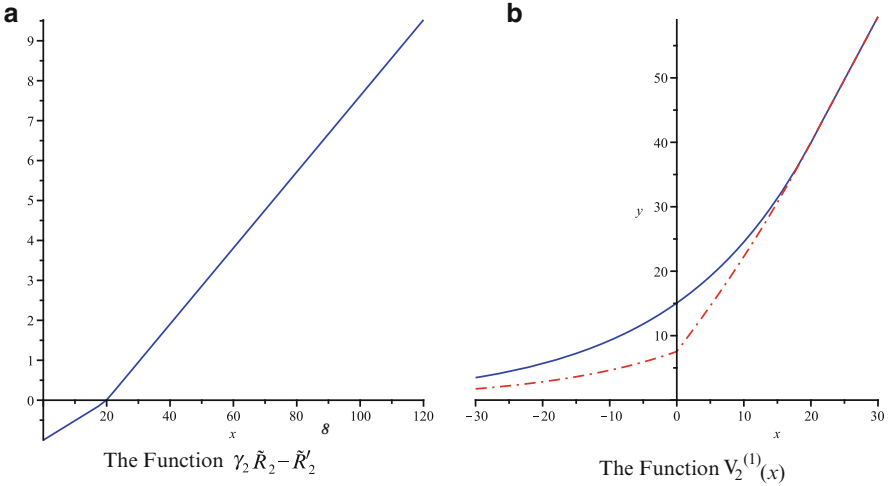 a
b
9
8
7
6
5
4
3
2
1
0
20 40 60 80 100 120
x
8
The Function γ₂ R̃₂ − R̃′₂
50
40
y 30
20
10
−30 −20 −10 0 10 20 30
x
The Function V₂⁽¹⁾(x)